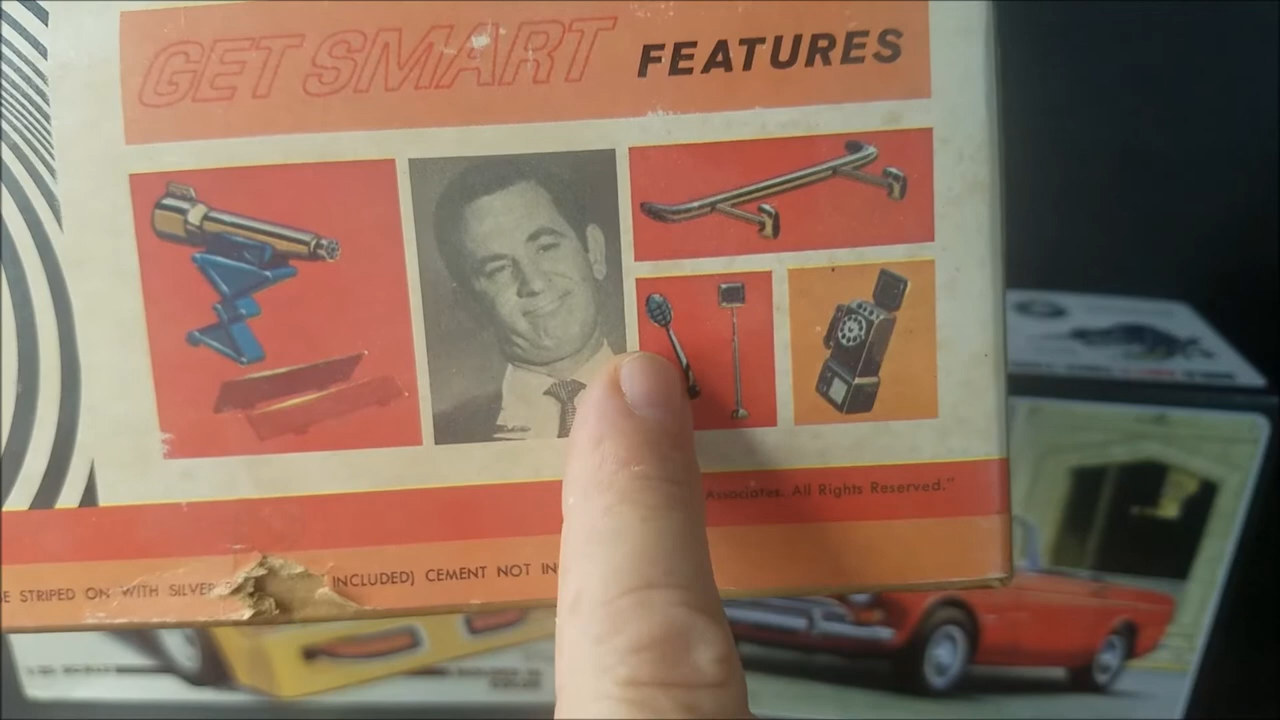 GET SMART FEATURES
Associates. All Rights Reserved."
STRIPED ON WITH SILVER INCLUDED) CEMENT NOT IN